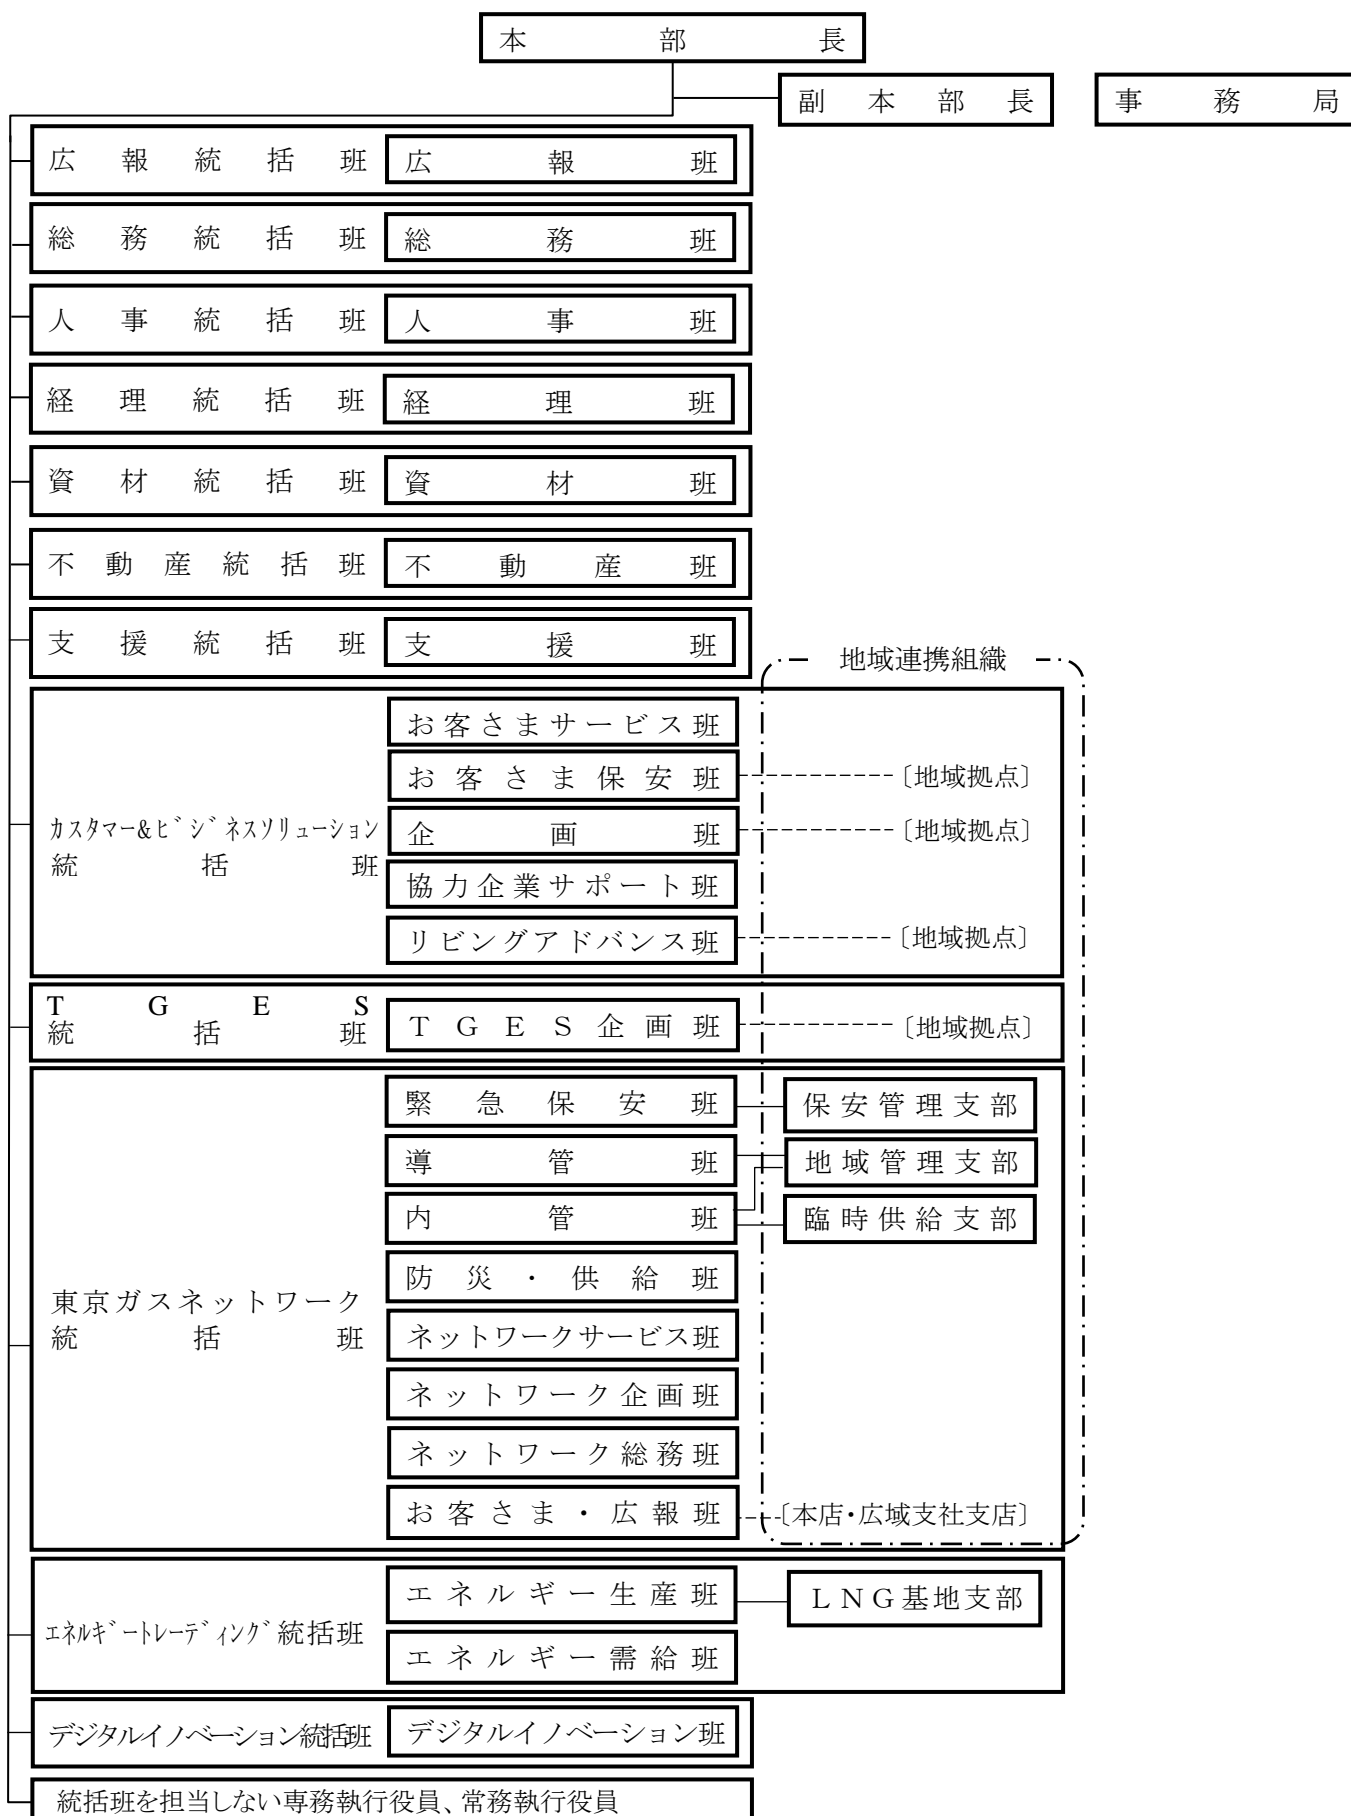 本部長
副本部長 事務局
広報統括班 広報班
総務統括班 総務班
人事統括班 人事班
経理統括班 経理班
資材統括班 資材班
不動産統括班 不動産班
支援統括班 支援班
地域連携組織
カスタマー&ビジネスソリューション
統括班
お客さまサービス班
お客さま保安班 〔地域拠点〕
企画班 〔地域拠点〕
協力企業サポート班
リビングアドバンス班 〔地域拠点〕
TGES
統括班
TGES企画班 〔地域拠点〕
東京ガスネットワーク
統括班
緊急保安班 保安管理支部
導管班 地域管理支部
内管班 臨時供給支部
防災・供給班
ネットワークサービス班
ネットワーク企画班
ネットワーク総務班
お客さま・広報班 〔本店・広域支社支店〕
エネルギートレーディング統括班
エネルギー生産班 LNG基地支部
エネルギー需給班
デジタルイノベーション統括班 デジタルイノベーション班
統括班を担当しない専務執行役員、常務執行役員